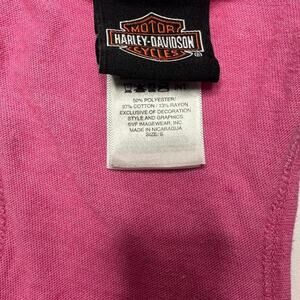 MOTOR
HARLEY-DAVIDSON
CYCLES
50% POLYESTER/
37% COTTON / 13% RAYON
EXCLUSIVE OF DECORATION
STYLE AND GRAPHICS
©VF IMAGEWEAR, INC.
MADE IN NICARAGUA
SIZE: S